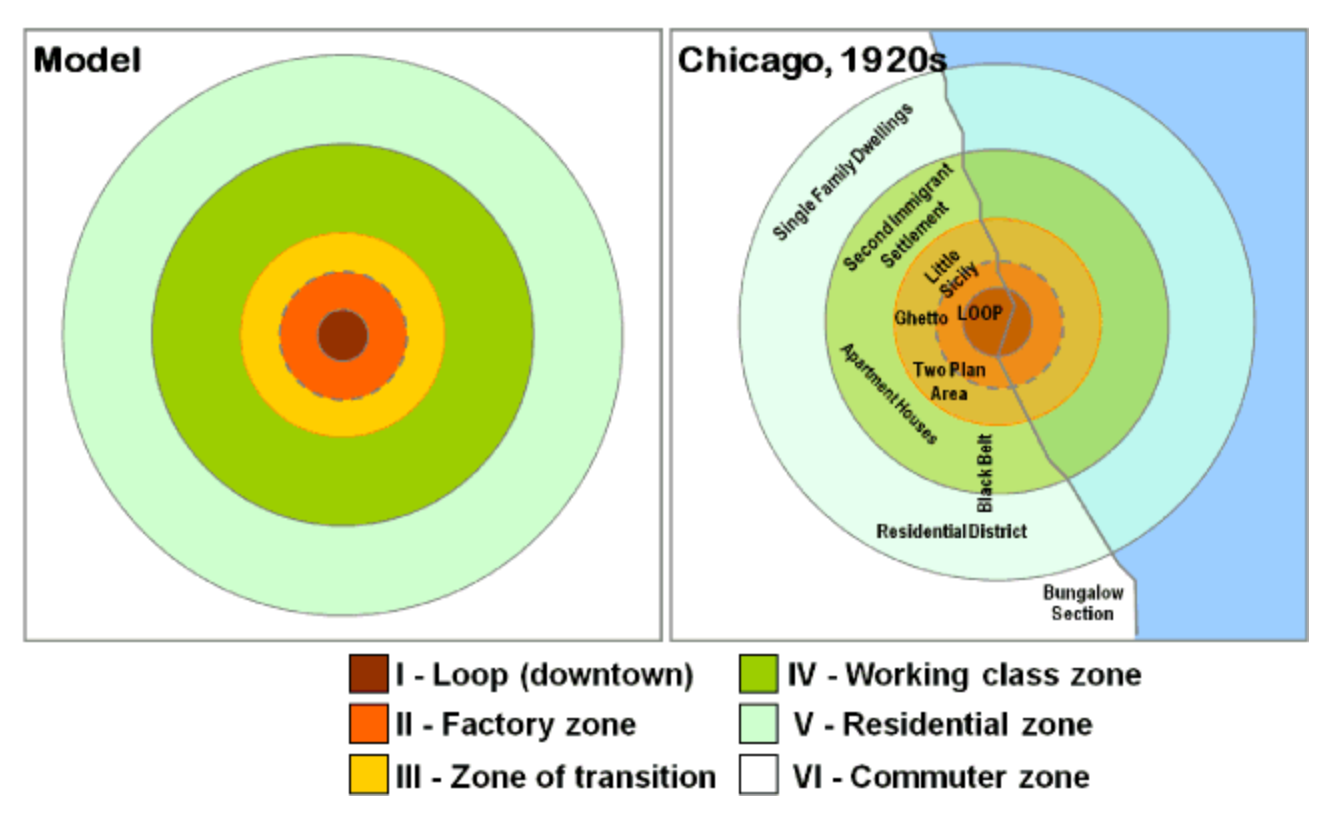 Model
Chicago, 1920s
Single Family Dwellings
Second Immigrant
Settlement
Little
Sicily
Ghetto
LOOP
Two Plan
Area
Apartment Houses
Black Belt
Residential District
Bungalow
Section
I - Loop (downtown)
II - Factory zone
III - Zone of transition
IV - Working class zone
V - Residential zone
VI - Commuter zone